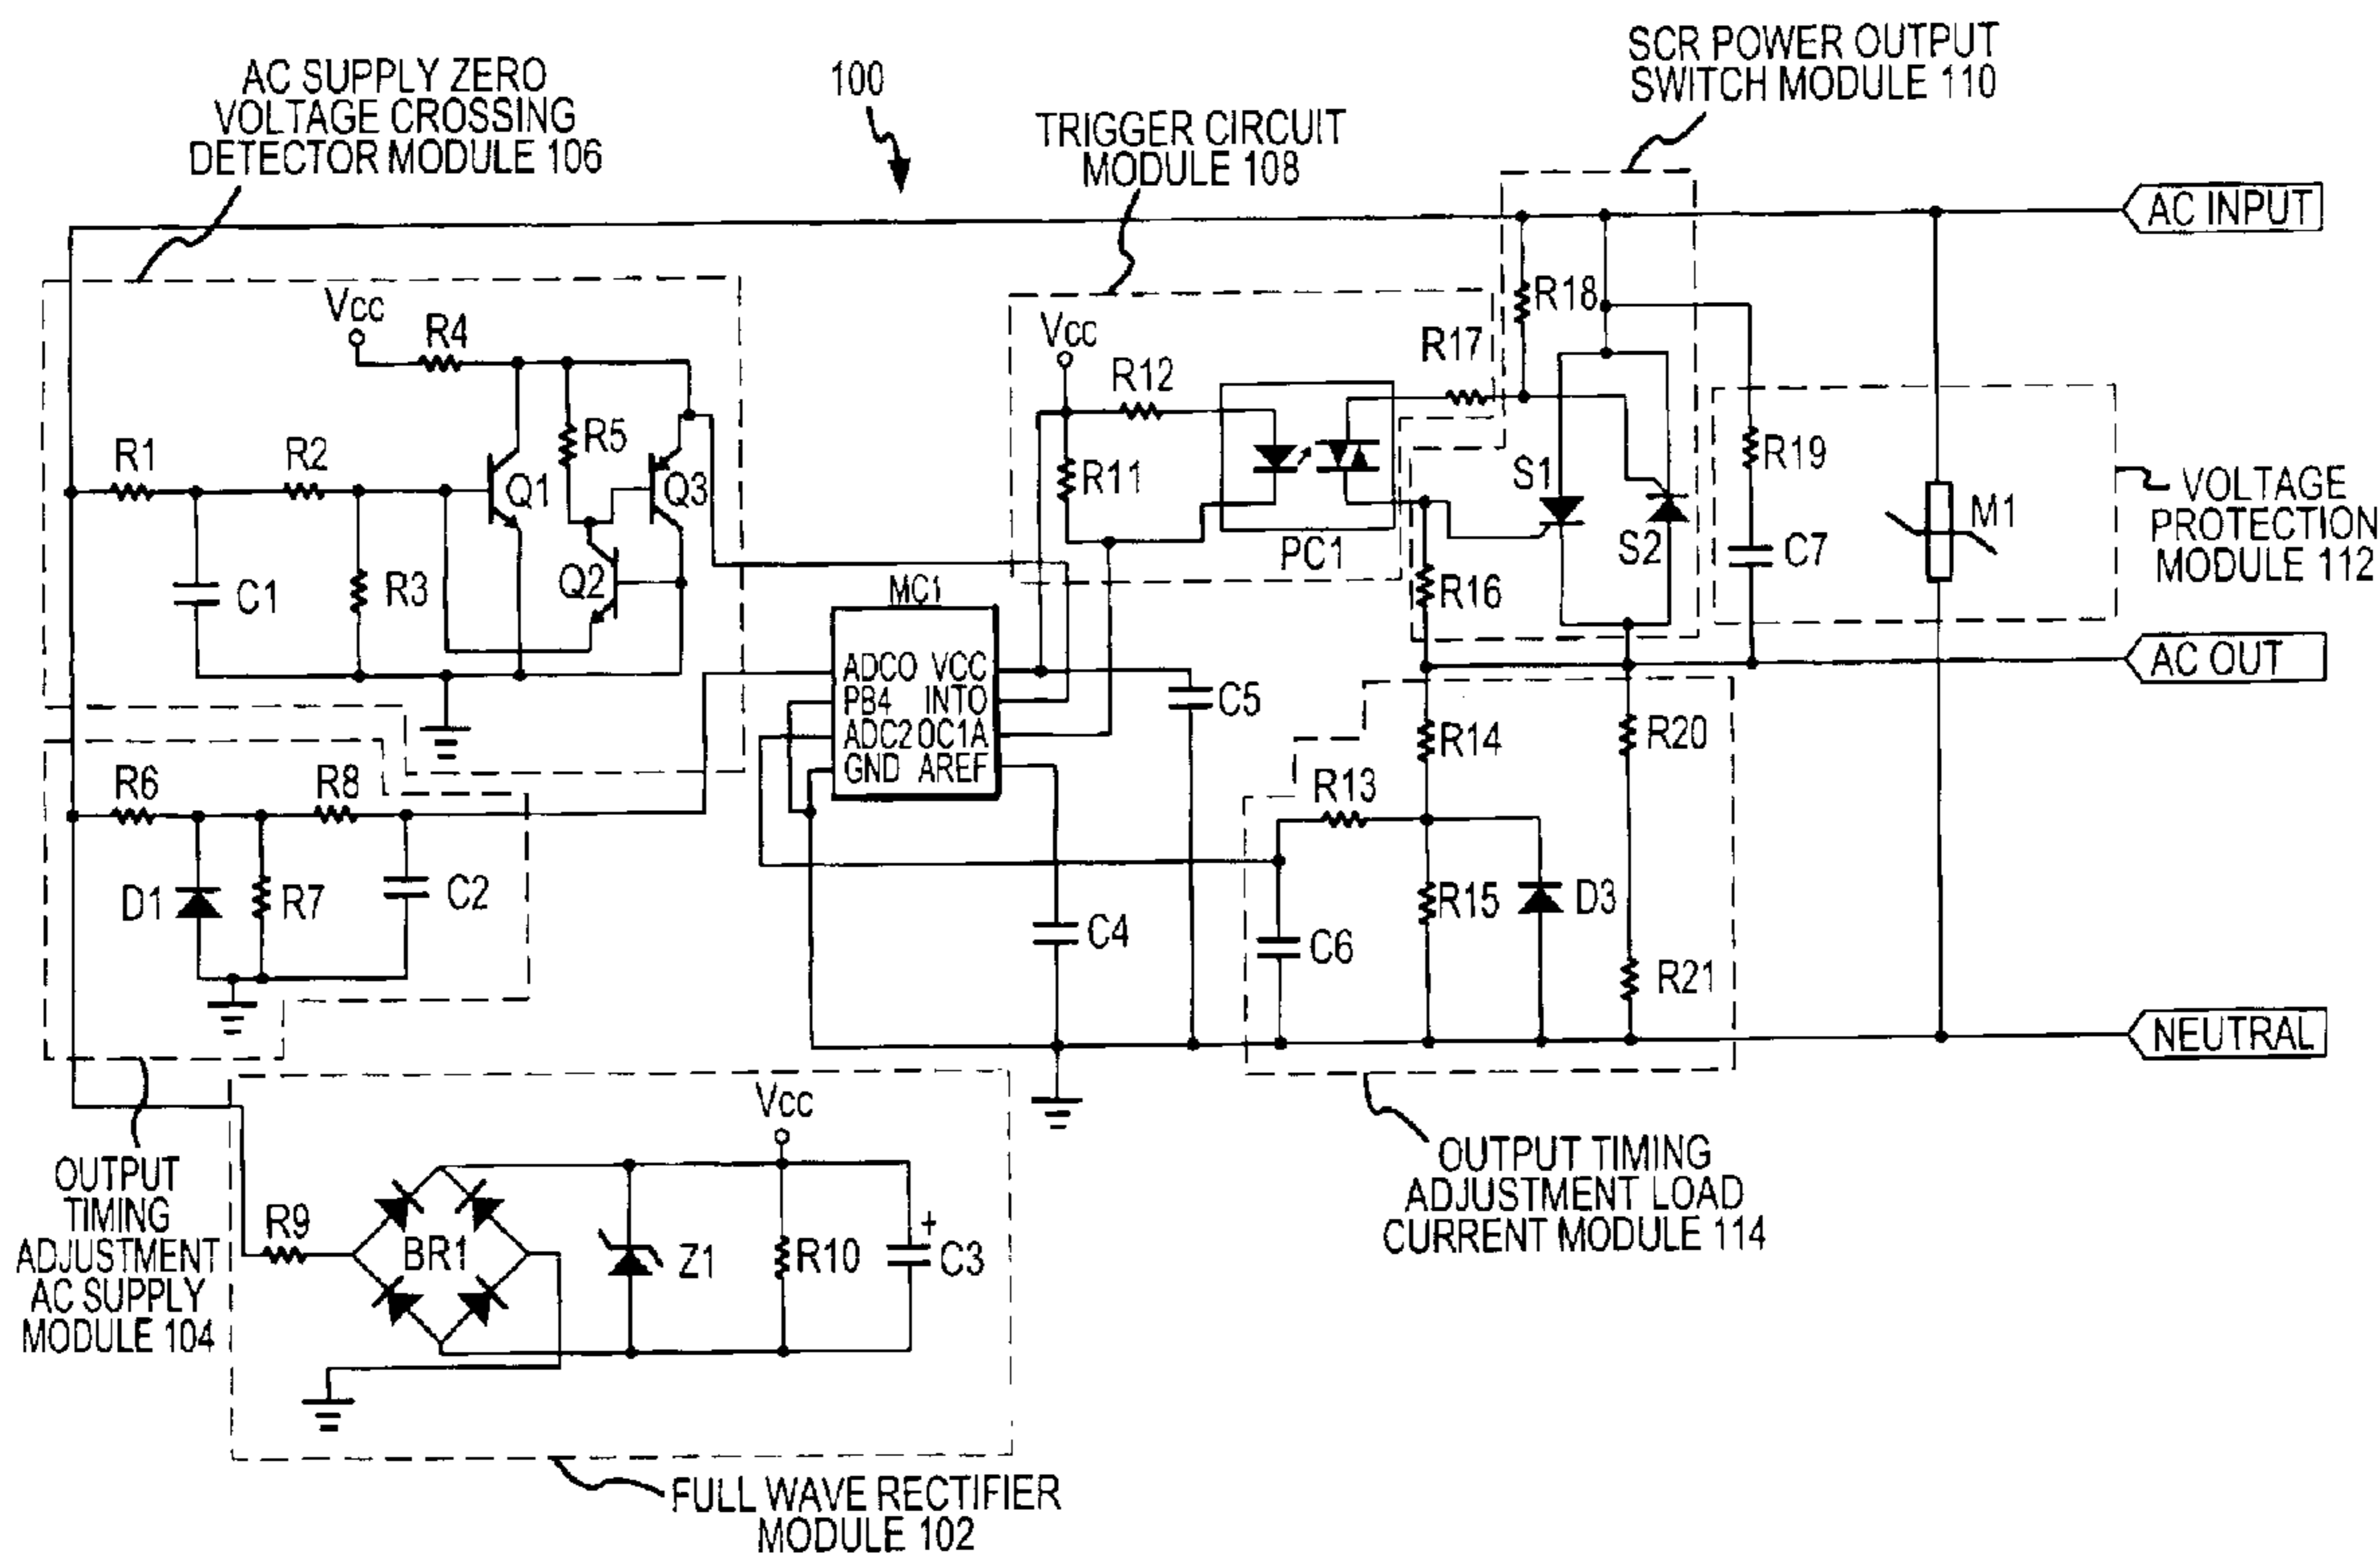 AC SUPPLY ZERO
VOLTAGE CROSSING
DETECTOR MODULE 106
100
TRIGGER CIRCUIT
MODULE 108
SCR POWER OUTPUT
SWITCH MODULE 110
AC INPUT
Vcc
R4
R1
R2
R5
Q1
Q3
C1
R3
Q2
Vcc
R12
R17
R18
R11
PC1
S1
S2
R16
R19
C7
M1
VOLTAGE
PROTECTION
MODULE 112
AC OUT
MC1
ADC0 VCC
PB4 INT0
ADC2 OC1A
GND AREF
C5
R14
R20
R6
R8
R13
D1
R7
C2
C4
C6
R15
D3
R21
NEUTRAL
OUTPUT
TIMING
ADJUSTMENT
AC SUPPLY
MODULE 104
Vcc
R9
BR1
Z1
R10
+
C3
OUTPUT TIMING
ADJUSTMENT LOAD
CURRENT MODULE 114
FULL WAVE RECTIFIER
MODULE 102